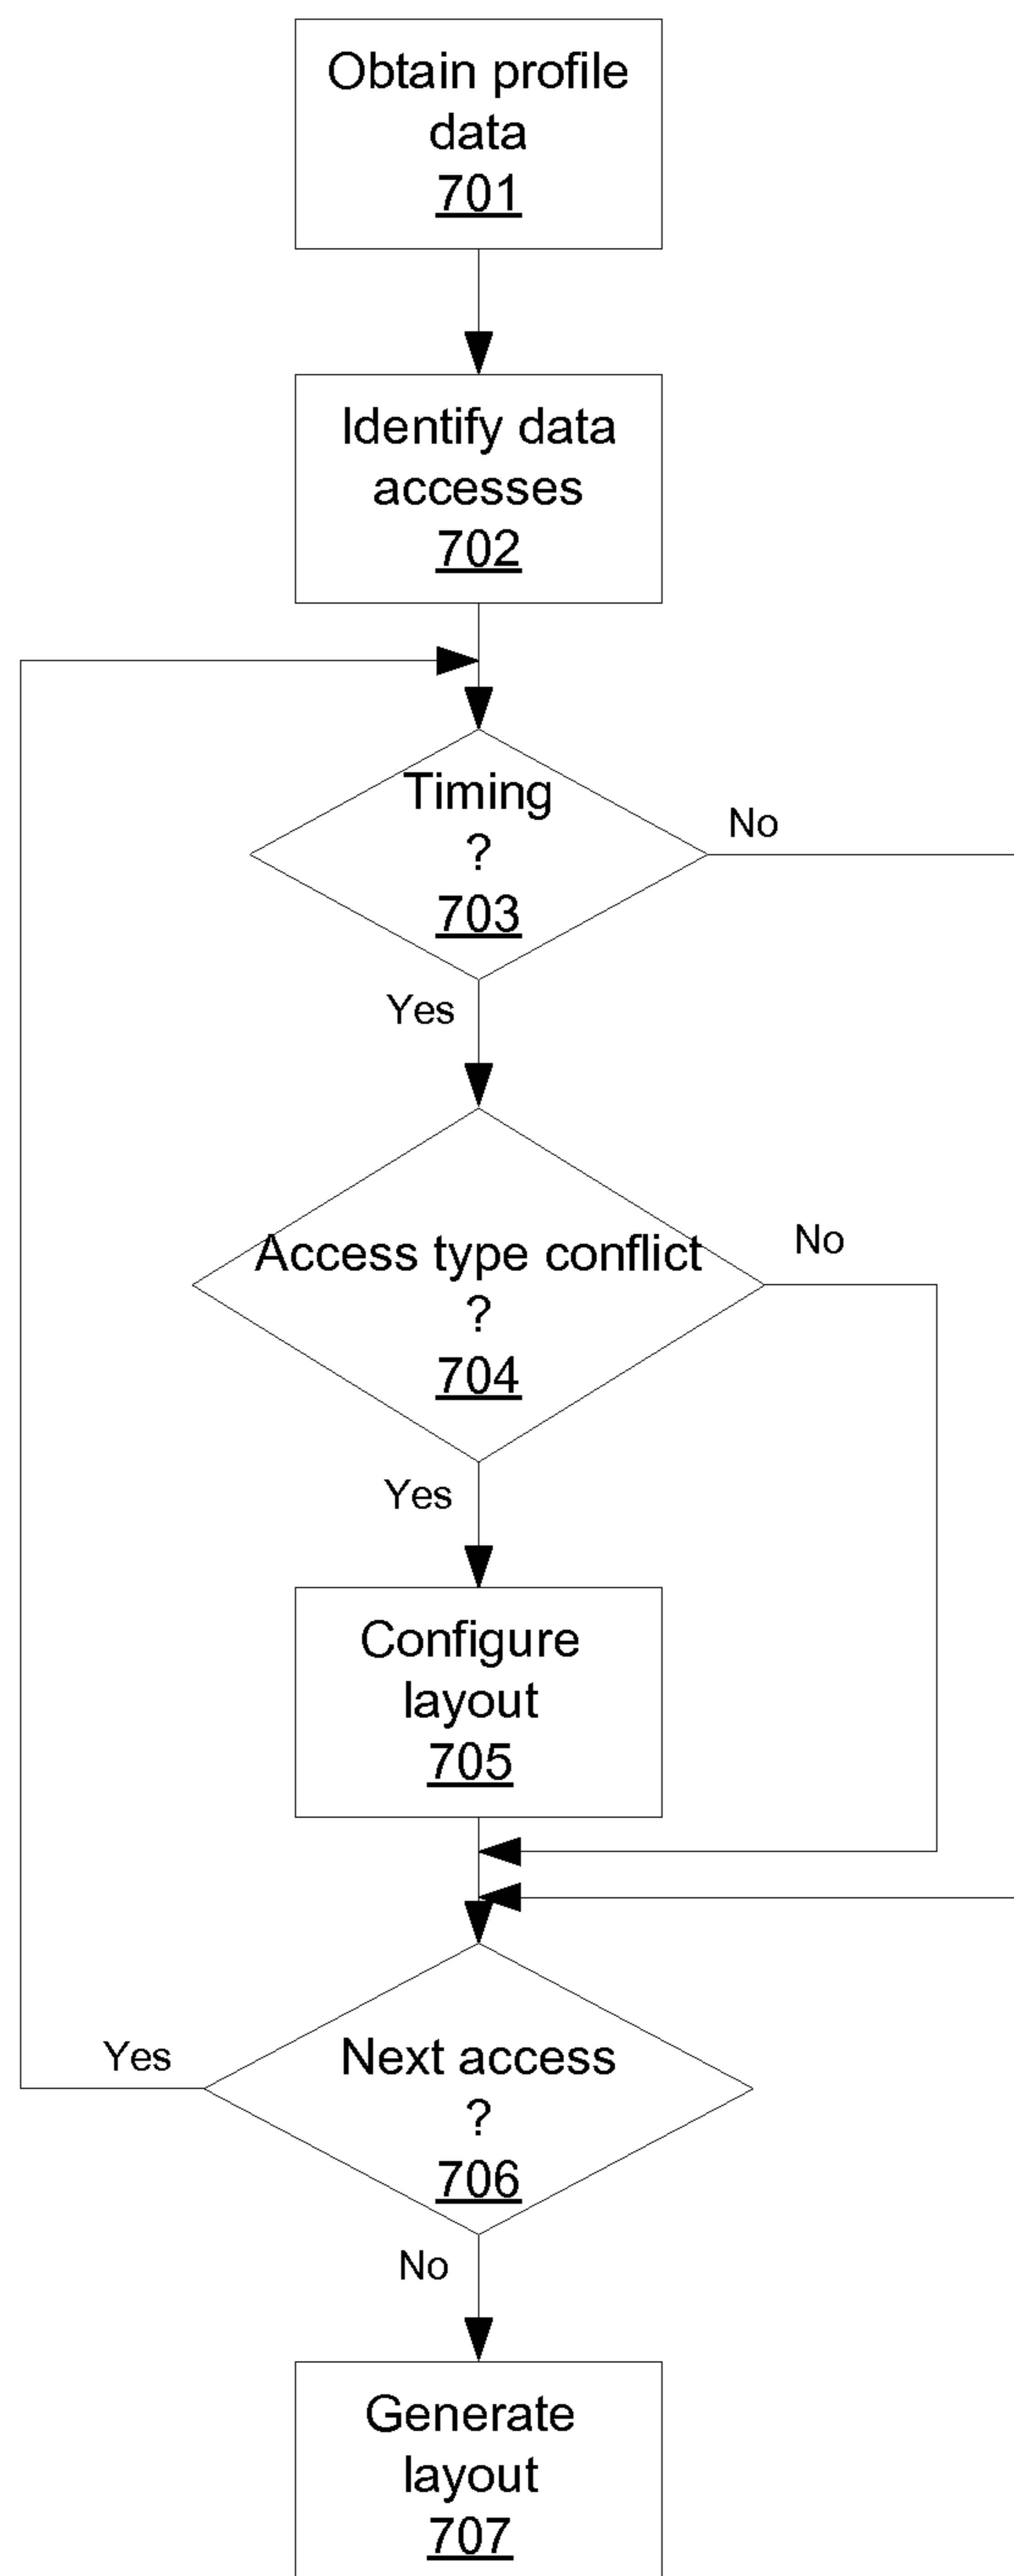 Obtain profile
data
701
Identify data
accesses
702
Timing
?
703
No
Yes
Access type conflict
?
704
No
Yes
Configure
layout
705
Next access
?
706
Yes
No
Generate
layout
707